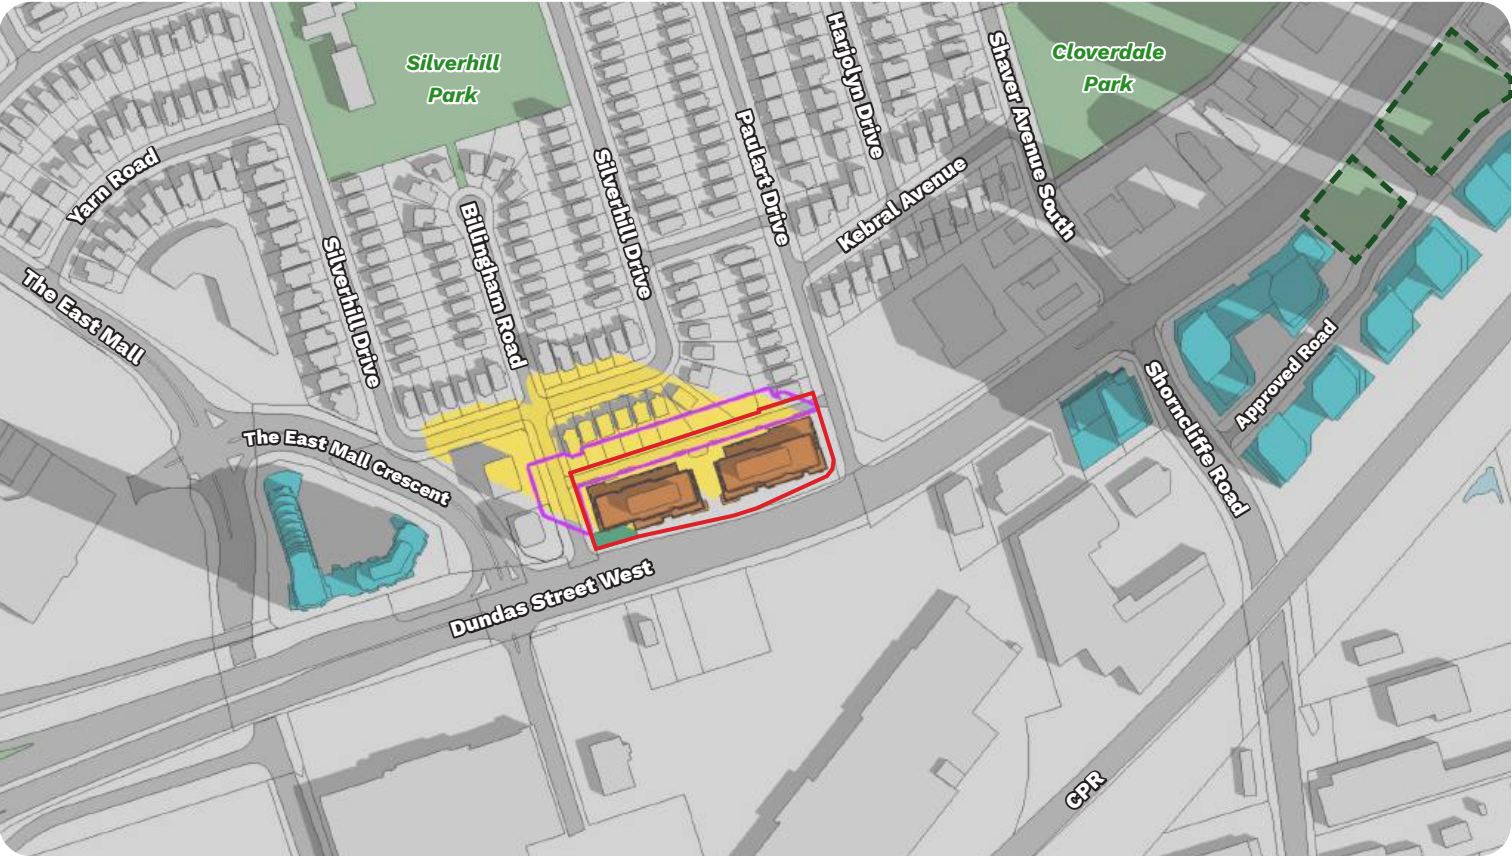 Silverhill
Park
Harjolyn Drive
Shaver Avenue South
Cloverdale
Park
Yarn Road
Silverhill Drive
Paulart Drive
Kebral Avenue
Billingham Road
Silverhill Drive
The East Mall
The East Mall Crescent
Approved Road
Shorncliffe Road
Dundas Street West
CPR